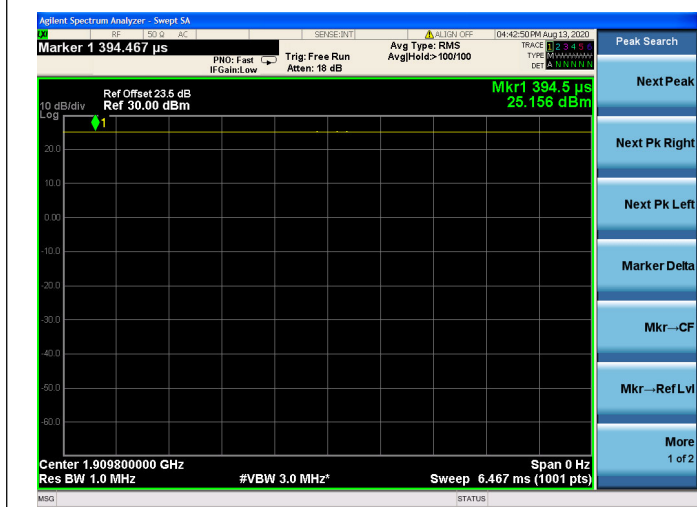 Agilent Spectrum Analyzer - Swept SA
LXI RF 50 Ω AC SENSE:INT ALIGN OFF 04:42:50 PM Aug 13, 2020
Marker 1 394.467 µs
PNO: Fast
IFGain:Low
Trig: Free Run
Atten: 18 dB
Avg Type: RMS
Avg|Hold:>100/100
TRACE 1 2 3 4 5 6
TYPE M
DET A N N N N N
Peak Search
Ref Offset 23.5 dB
10 dB/div Ref 30.00 dBm
Log
Mkr1 394.5 µs
25.156 dBm
1
20.0
10.0
0.00
-10.0
-20.0
-30.0
-40.0
-50.0
-60.0
Center 1.909800000 GHz Span 0 Hz
Res BW 1.0 MHz #VBW 3.0 MHz* Sweep 6.467 ms (1001 pts)
MSG STATUS
Next Peak
Next Pk Right
Next Pk Left
Marker Delta
Mkr→CF
Mkr→Ref Lvl
More
1 of 2